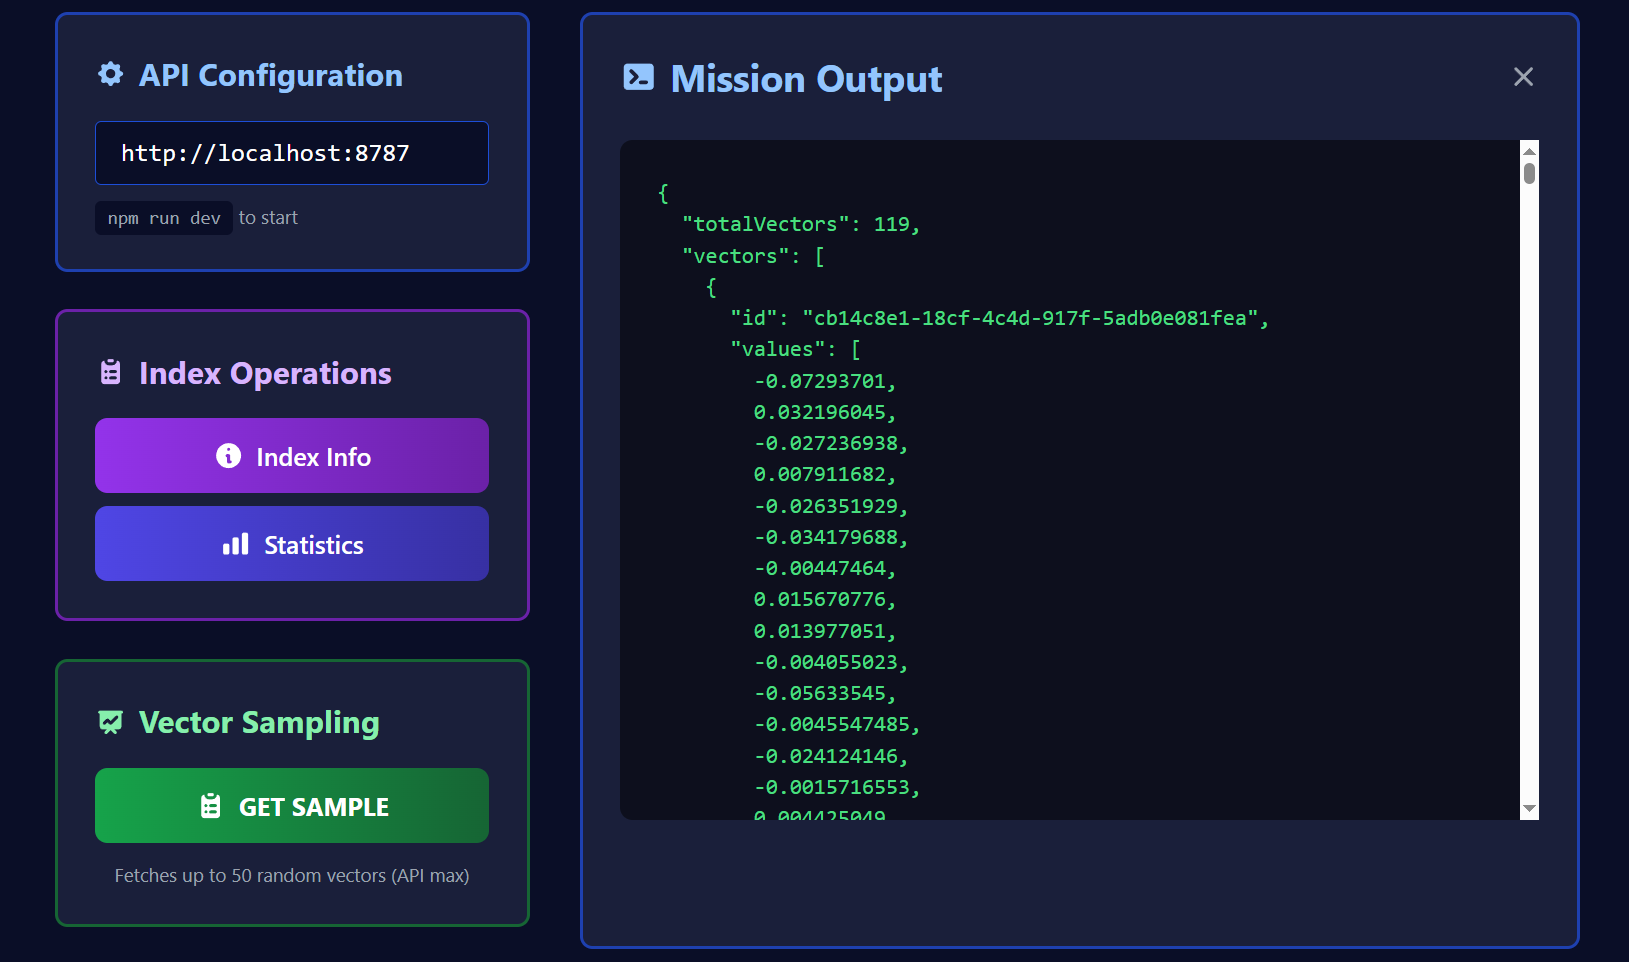 API Configuration
http://localhost:8787
npm run dev to start
Index Operations
Index Info
Statistics
Vector Sampling
GET SAMPLE
Fetches up to 50 random vectors (API max)
Mission Output
{
"totalVectors": 119,
"vectors": [
{
"id": "cb14c8e1-18cf-4c4d-917f-5adb0e081fea",
"values": [
-0.07293701,
0.032196045,
-0.027236938,
0.007911682,
-0.026351929,
-0.034179688,
-0.00447464,
0.015670776,
0.013977051,
-0.004055023,
-0.05633545,
-0.0045547485,
-0.024124146,
-0.0015716553,
0.004425049